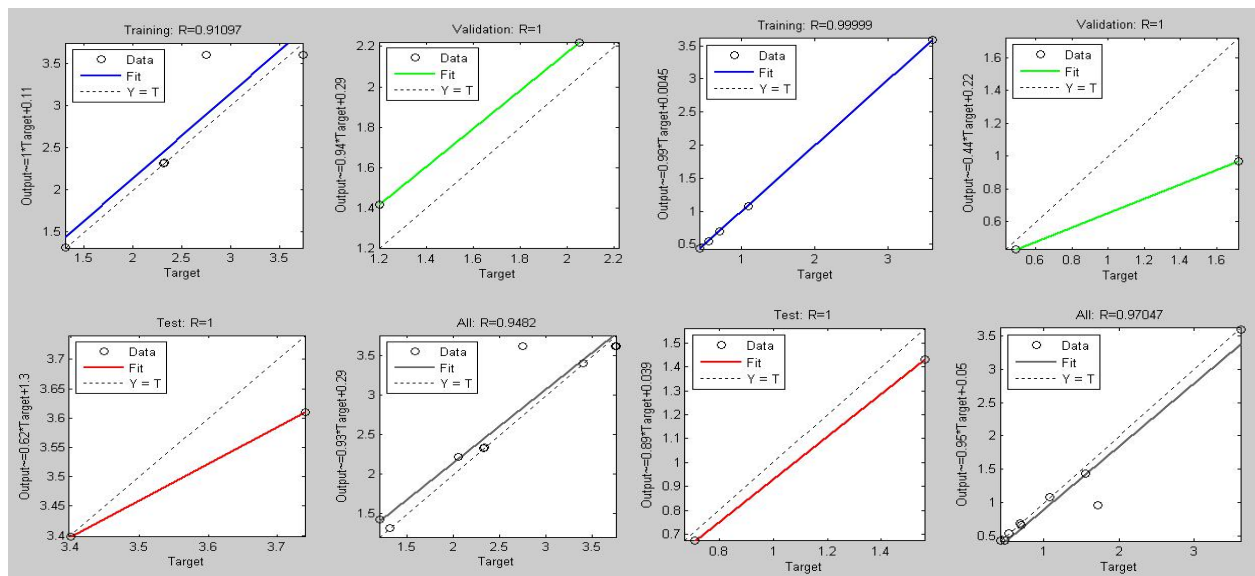 Training: R=0.91097
Output~=1*Target+0.11
Data
Fit
Y = T
3.5
3
2.5
2
1.5
1.5 2 2.5 3 3.5
Target
Validation: R=1
Output~=0.94*Target+0.29
Data
Fit
Y = T
2.2
2
1.8
1.6
1.4
1.2
1.2 1.4 1.6 1.8 2 2.2
Target
Training: R=0.99999
Output~=0.99*Target+0.0045
Data
Fit
Y = T
3.5
3
2.5
2
1.5
1
0.5
1 2 3
Target
Validation: R=1
Output~=0.44*Target+0.22
Data
Fit
Y = T
1.6
1.4
1.2
1
0.8
0.6
0.6 0.8 1 1.2 1.4 1.6
Target
Test: R=1
Output~=0.62*Target+1.3
Data
Fit
Y = T
3.7
3.65
3.6
3.55
3.5
3.45
3.4
3.4 3.5 3.6 3.7
Target
All: R=0.9482
Output~=0.93*Target+0.29
Data
Fit
Y = T
3.5
3
2.5
2
1.5
1.5 2 2.5 3 3.5
Target
Test: R=1
Output~=0.89*Target+0.039
Data
Fit
Y = T
1.5
1.4
1.3
1.2
1.1
1
0.9
0.8
0.7
0.8 1 1.2 1.4
Target
All: R=0.97047
Output~=0.95*Target+-0.05
Data
Fit
Y = T
3.5
3
2.5
2
1.5
1
0.5
1 2 3
Target